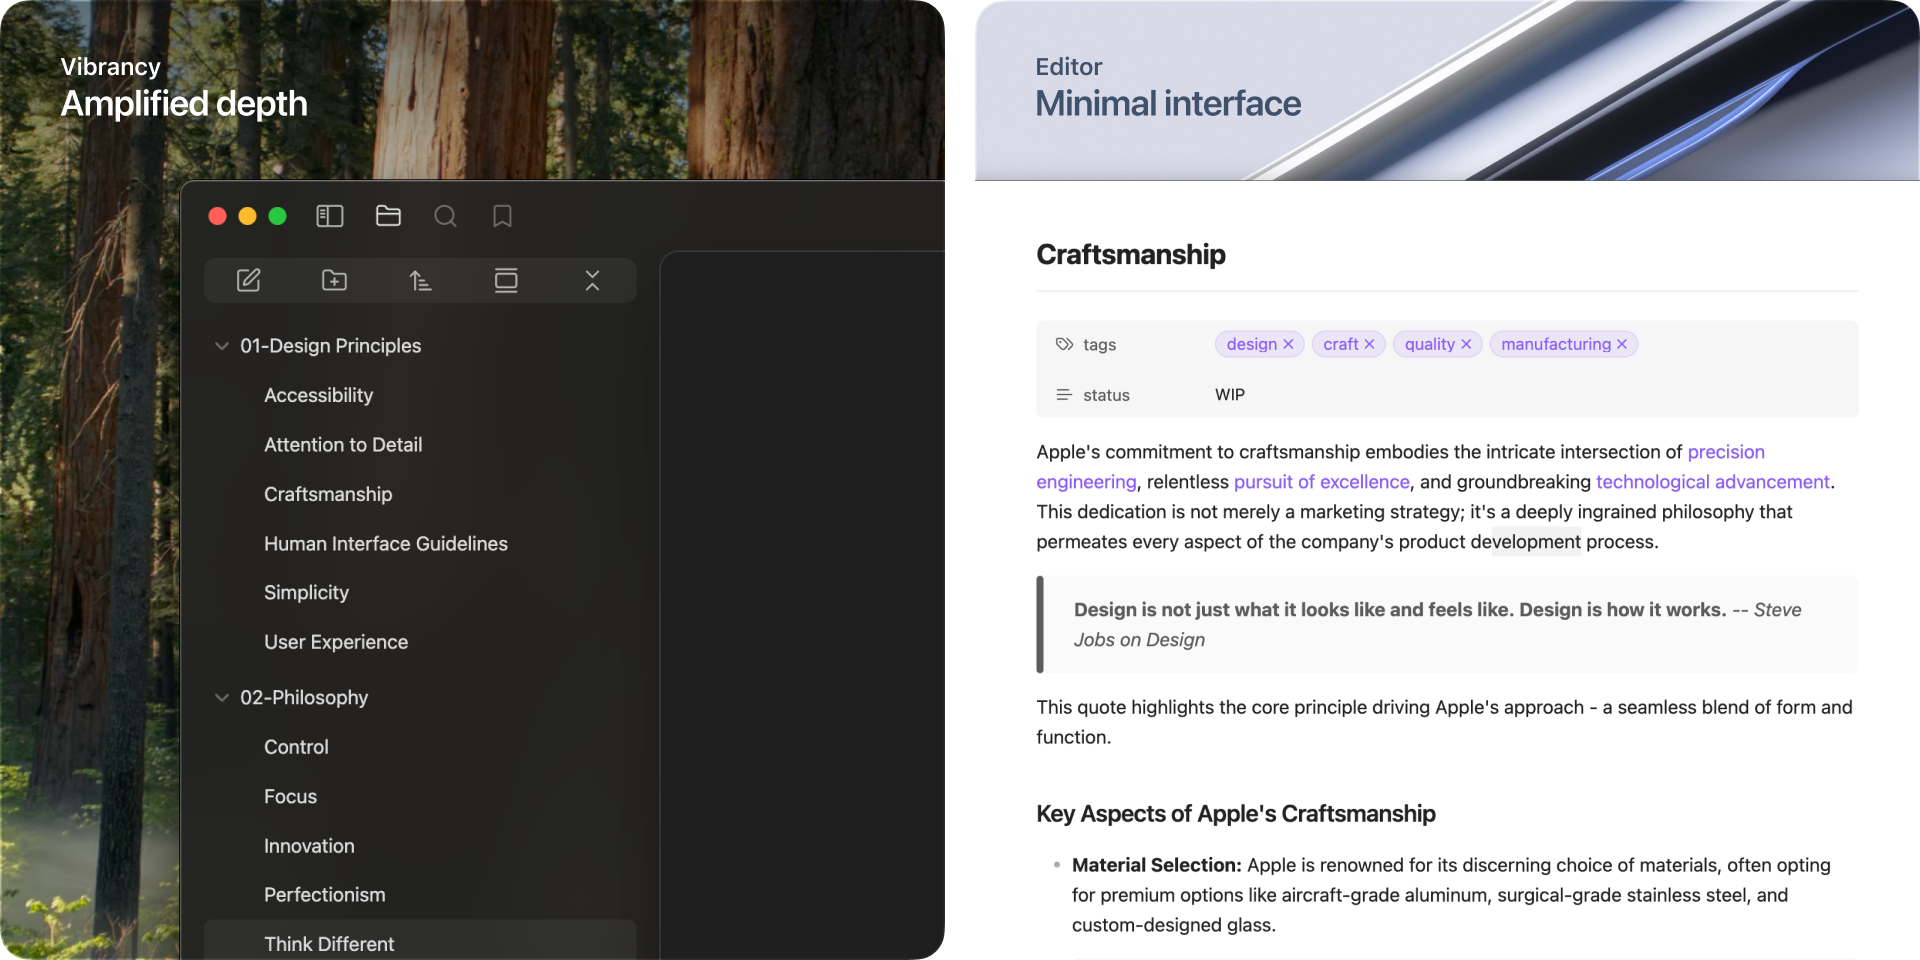 Vibrancy
Amplified depth
01-Design Principles
Accessibility
Attention to Detail
Craftsmanship
Human Interface Guidelines
Simplicity
User Experience
02-Philosophy
Control
Focus
Innovation
Perfectionism
Think Different
Editor
Minimal interface
Craftsmanship
tags design craft quality manufacturing
status WIP
Apple's commitment to craftsmanship embodies the intricate intersection of precision
engineering, relentless pursuit of excellence, and groundbreaking technological advancement.
This dedication is not merely a marketing strategy; it's a deeply ingrained philosophy that
permeates every aspect of the company's product development process.
Design is not just what it looks like and feels like. Design is how it works. -- Steve
Jobs on Design
This quote highlights the core principle driving Apple's approach - a seamless blend of form and
function.
Key Aspects of Apple's Craftsmanship
• Material Selection: Apple is renowned for its discerning choice of materials, often opting
for premium options like aircraft-grade aluminum, surgical-grade stainless steel, and
custom-designed glass.